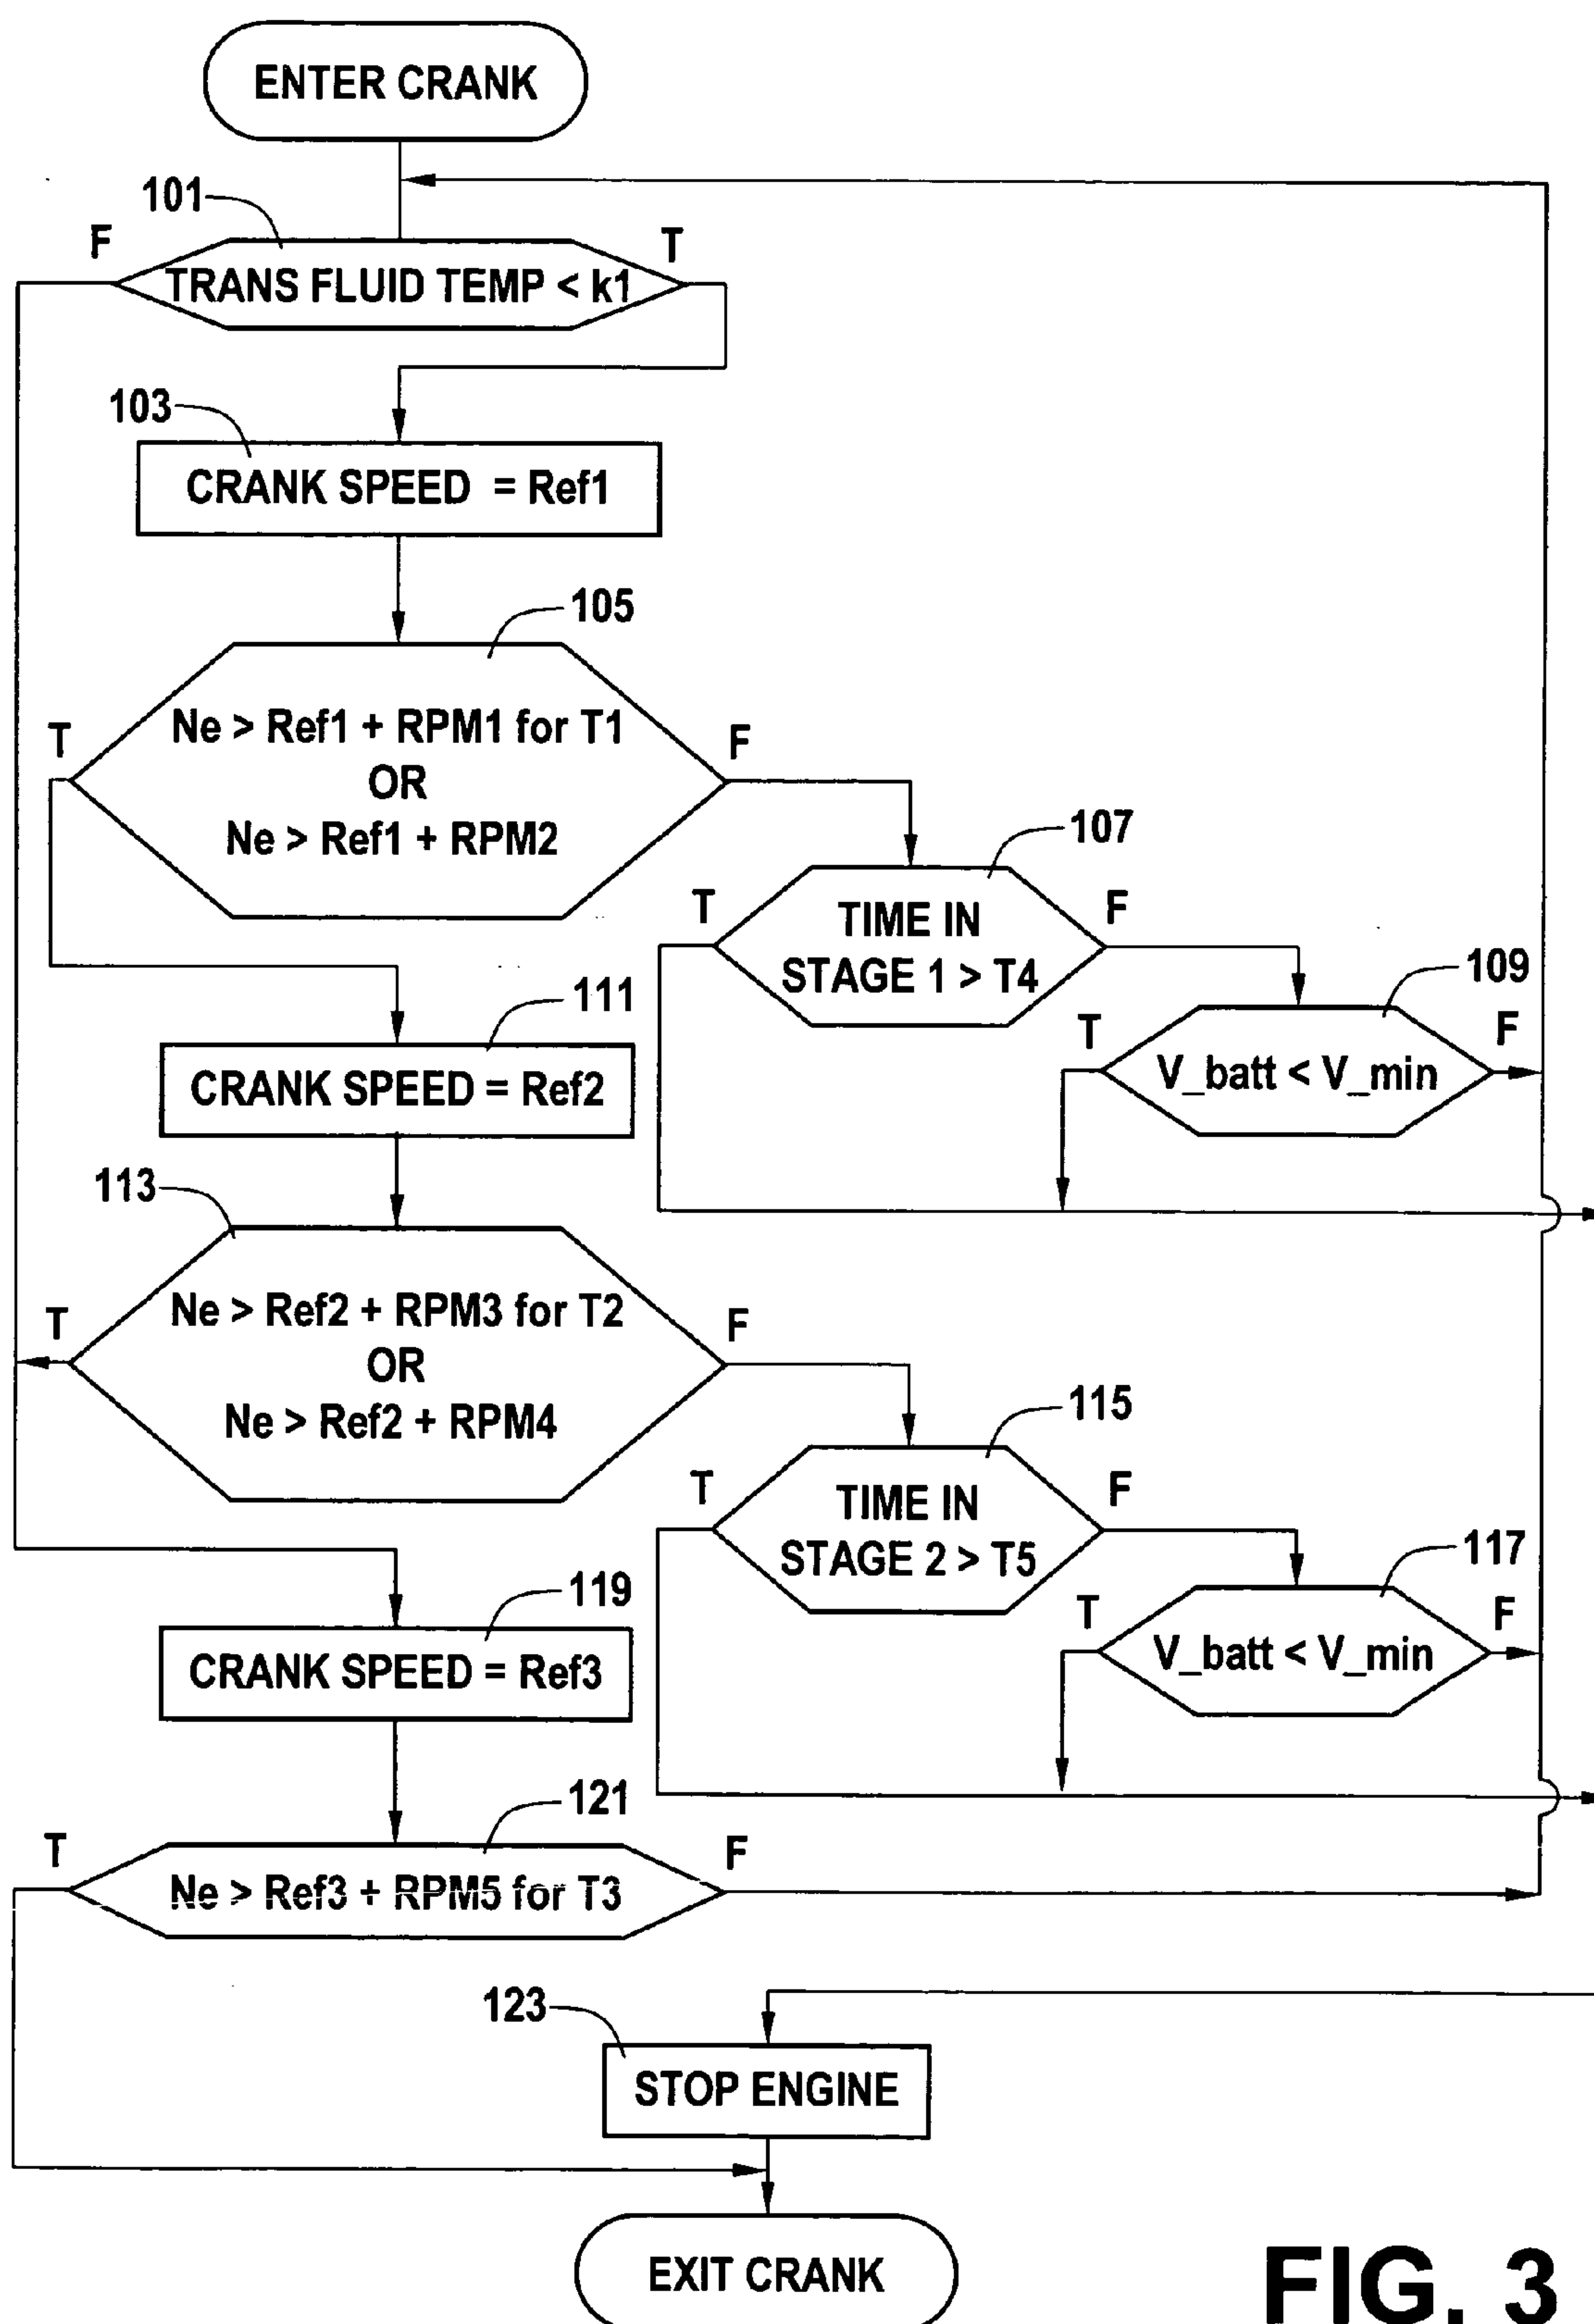 ENTER CRANK
101
F
T
TRANS FLUID TEMP < k1
103
CRANK SPEED = Ref1
105
T
F
Ne > Ref1 + RPM1 for T1
OR
Ne > Ref1 + RPM2
107
T
F
TIME IN
STAGE 1 > T4
109
T
F
V_batt < V_min
111
CRANK SPEED = Ref2
113
T
F
Ne > Ref2 + RPM3 for T2
OR
Ne > Ref2 + RPM4
115
T
F
TIME IN
STAGE 2 > T5
117
T
F
V_batt < V_min
119
CRANK SPEED = Ref3
121
T
F
Ne > Ref3 + RPM5 for T3
123
STOP ENGINE
EXIT CRANK
FIG. 3